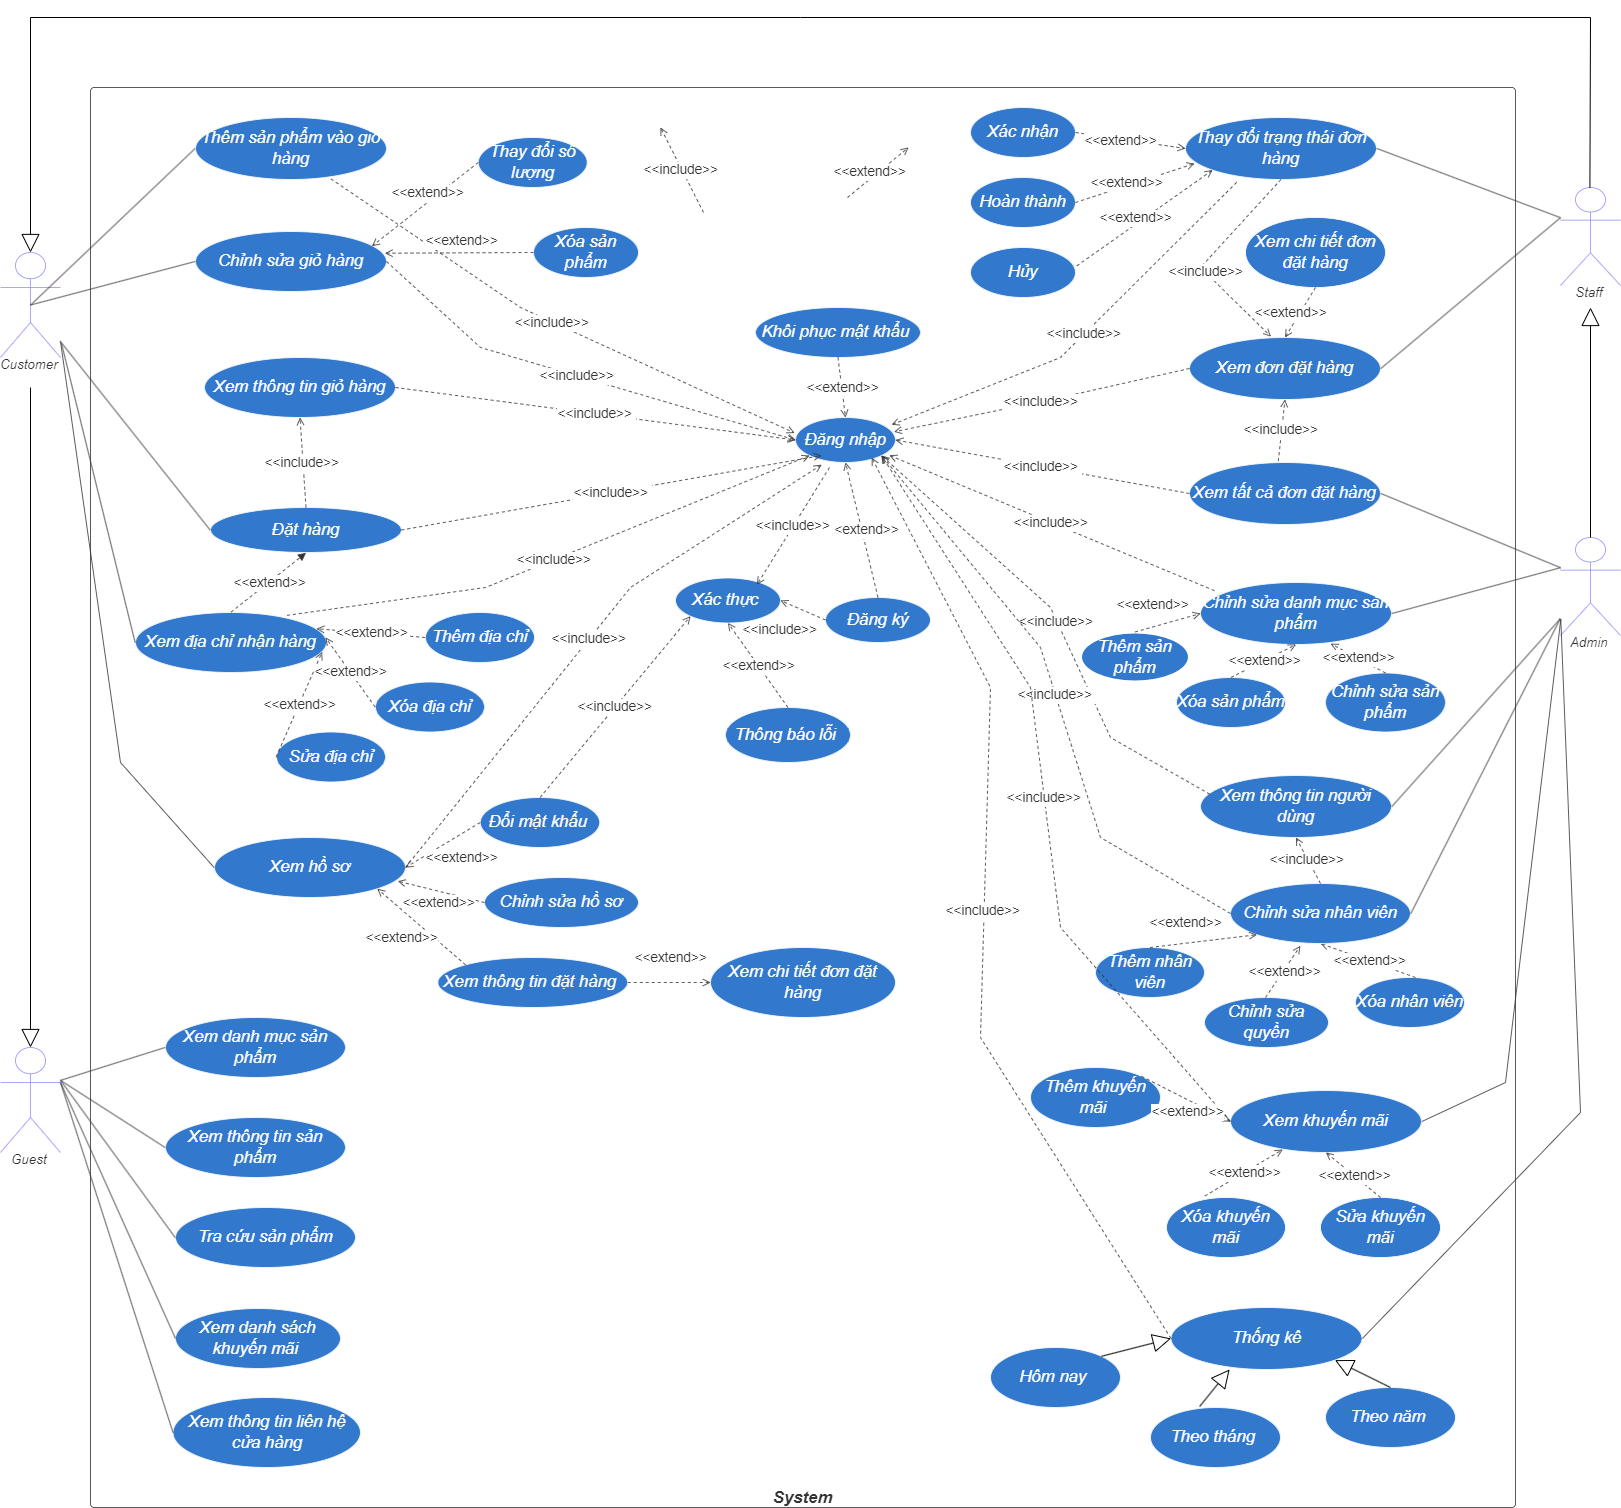 Thêm sản phẩm vào giỏ
hàng
Thay đổi số
lượng
<<include>>
<<extend>>
Xác nhận
<<extend>>
Thay đổi trạng thái đơn
hàng
<<extend>>
Hoàn thành
<<extend>>
<<extend>>
Hủy
Chỉnh sửa giỏ hàng
<<extend>>
Xóa sản
phẩm
<<include>>
Xem chi tiết đơn
đặt hàng
Staff
<<extend>>
<<include>>
<<include>>
Khôi phục mật khẩu
Customer
<<include>>
Xem đơn đặt hàng
Xem thông tin giỏ hàng
<<extend>>
<<include>>
<<include>>
<<include>>
Đăng nhập
<<include>>
<<include>>
<<include>>
Xem tất cả đơn đặt hàng
Đặt hàng
<<include>>
extend>>
<<include>>
<<include>>
<<extend>>
Xác thực
Đăng ký
<<include>>
Chỉnh sửa danh mục sản
phẩm
<<extend>>
Admin
Xem địa chỉ nhận hàng
<<extend>>
Thêm địa chỉ
<<include>>
<<include>>
Thêm sản
phẩm
<<extend>>
<<extend>>
<<extend>>
<<extend>>
<<extend>>
Xóa địa chỉ
<<include>>
<<include>>
Xóa sản phẩm
Chỉnh sửa sản
phẩm
Sửa địa chỉ
Thông báo lỗi
<<include>>
Xem thông tin người
dùng
Đổi mật khẩu
<<extend>>
<<include>>
Xem hồ sơ
<<extend>>
Chỉnh sửa hồ sơ
<<include>>
Chỉnh sửa nhân viên
<<extend>>
<<extend>>
<<extend>>
<<extend>>
<<extend>>
Xem thông tin đặt hàng
Xem chi tiết đơn đặt
hàng
Thêm nhân
viên
Chỉnh sửa
quyền
Xóa nhân viên
Xem danh mục sản
phẩm
Thêm khuyến
mãi
<<extend>>
Xem khuyến mãi
Xem thông tin sản
phẩm
Guest
<<extend>>
<<extend>>
Xóa khuyến
mãi
Sửa khuyến
mãi
Tra cứu sản phẩm
Xem danh sách
khuyến mãi
Thống kê
Hôm nay
Theo tháng
Theo năm
Xem thông tin liên hệ
cửa hàng
System